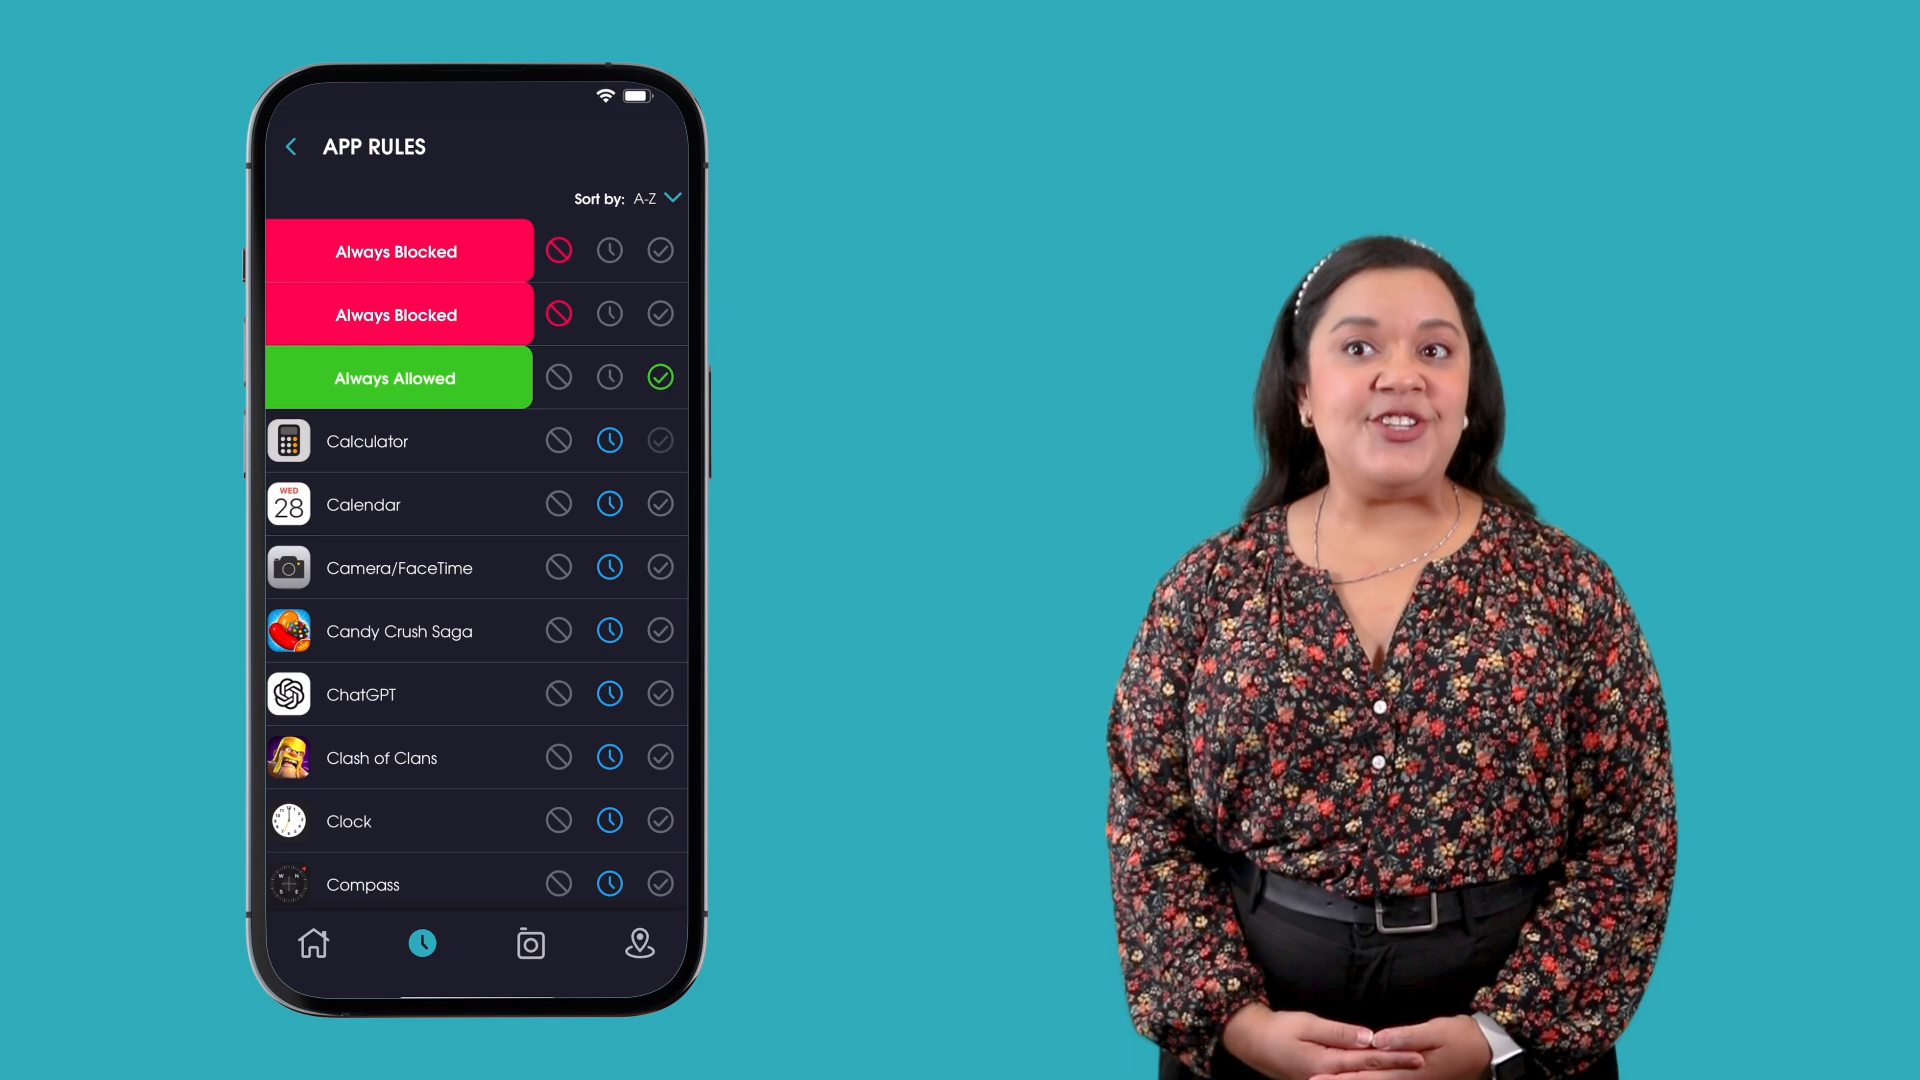 APP RULES
Sort by: A-Z
Always Blocked
Always Blocked
Always Allowed
Calculator
WED
28
Calendar
Camera/FaceTime
Candy Crush Saga
ChatGPT
Clash of Clans
Clock
W N
S E
Compass